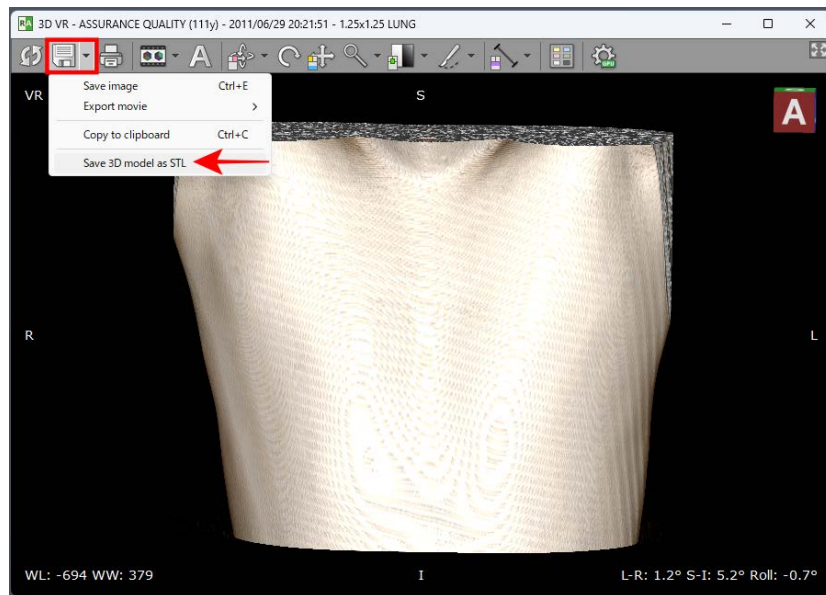 3D VR - ASSURANCE QUALITY (111y) - 2011/06/29 20:21:51 - 1.25x1.25 LUNG
A
Save image Ctrl+E
Export movie
Copy to clipboard Ctrl+C
Save 3D model as STL
VR
S
A
R
L
WL: -694 WW: 379
I
L-R: 1.2° S-I: 5.2° Roll: -0.7°